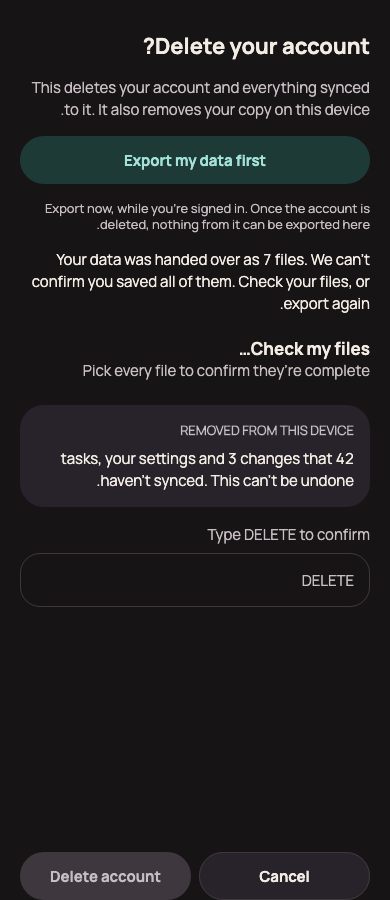 Delete your account?
This deletes your account and everything synced
to it. It also removes your copy on this device.
Export my data first
Export now, while you're signed in. Once the account is
deleted, nothing from it can be exported here.
Your data was handed over as 7 files. We can't
confirm you saved all of them. Check your files, or
export again.
Check my files…
Pick every file to confirm they're complete
REMOVED FROM THIS DEVICE
42 tasks, your settings and 3 changes that
haven't synced. This can't be undone.
Type DELETE to confirm
DELETE
Cancel
Delete account